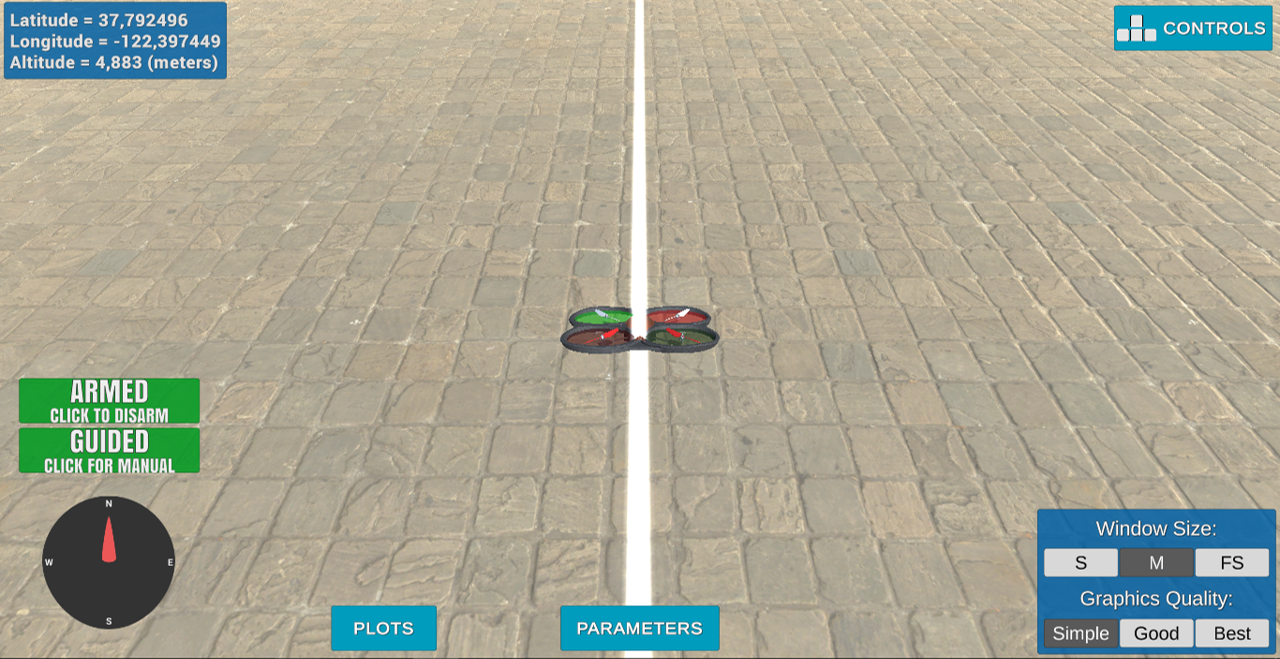 Latitude = 37,792496
Longitude = -122,397449
Altitude = 4,883 (meters)
CONTROLS
ARMED
CLICK TO DISARM
GUIDED
CLICK FOR MANUAL
N
W
E
S
PLOTS
PARAMETERS
Window Size:
S
M
FS
Graphics Quality:
Simple
Good
Best